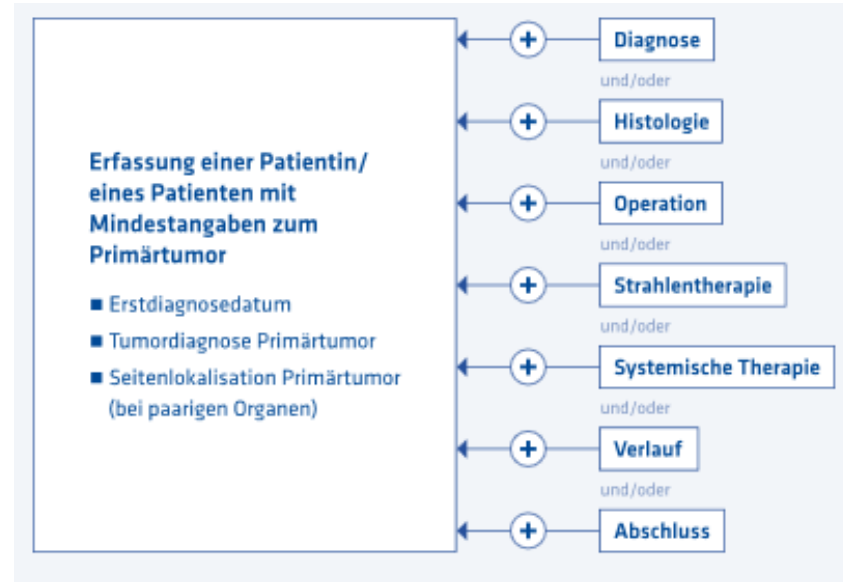 Erfassung einer Patientin/
eines Patienten mit
Mindestangaben zum
Primärtumor
■ Erstdiagnosedatum
■ Tumordiagnose Primärtumor
■ Seitenlokalisation Primärtumor
(bei paarigen Organen)
Diagnose
und/oder
Histologie
und/oder
Operation
und/oder
Strahlentherapie
und/oder
Systemische Therapie
und/oder
Verlauf
und/oder
Abschluss